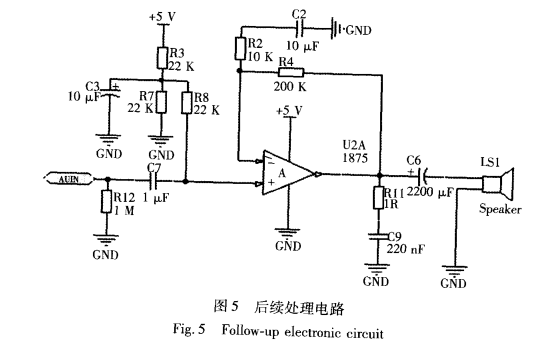 +5 V
C2
GND
10 μF
R2
10 K
R3
22 K
R4
200 K
C3
+
10 μF
R7
22 K
R8
22 K
+5 V
GND
GND
U2A
1875
C7
1 μF
A
−
+
AUIN
R12
1 M
C6
+
2200 μF
LS1
Speaker
R11
1R
C9
220 nF
GND
GND
GND
GND
图 5 后续处理电路
Fig. 5 Follow-up electronic circuit